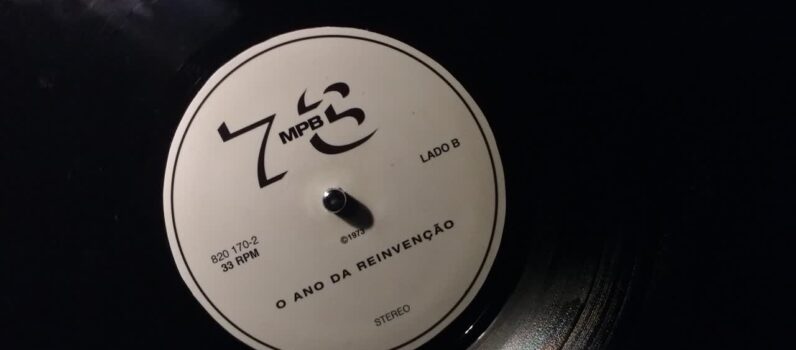 73
MPB
LADO B
820 170-2
33 RPM
©1973
O ANO DA REINVENÇÃO
STEREO